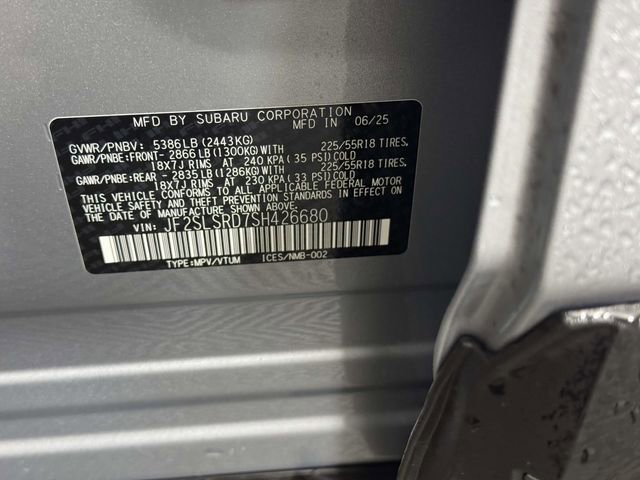 MFD BY SUBARU CORPORATION
MFD IN 06/25
GVWR/PNBV: 5386LB (2443KG)
GAWR/PNBE:FRONT- 2866LB (1300KG)WITH 225/55R18 TIRES,
18X7J RIMS AT 240 KPA (35 PSI)COLD
GAWR/PNBE:REAR - 2835LB (1286KG)WITH 225/55R18 TIRES,
18X7J RIMS AT 230 KPA (33 PSI)COLD
THIS VEHICLE CONFORMS TO ALL APPLICABLE FEDERAL MOTOR
VEHICLE SAFETY AND THEFT PREVENTION STANDARDS IN
EFFECT ON THE DATE OF MANUFACTURE SHOWN ABOVE.
VIN: JF2SLSRD7SH426680
TYPE:MPV/VTUM ICES/NMB-002